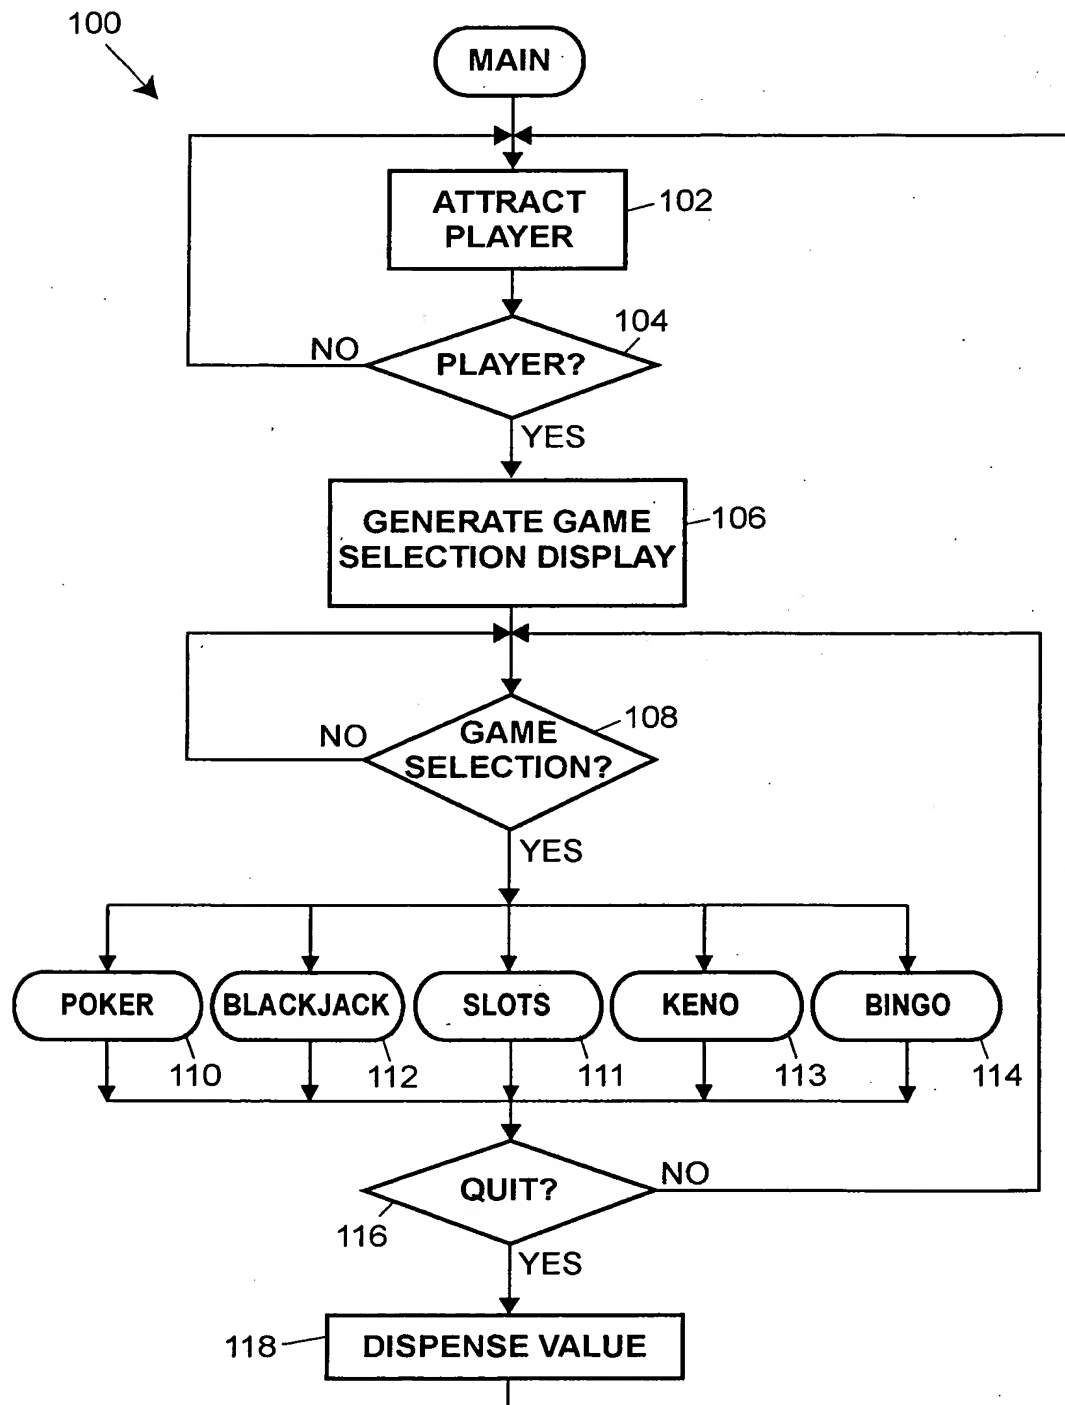 100
MAIN
ATTRACT
PLAYER
102
104
NO
PLAYER?
YES
GENERATE GAME
SELECTION DISPLAY
106
108
NO
GAME
SELECTION?
YES
POKER
BLACKJACK
SLOTS
KENO
BINGO
110
112
111
113
114
QUIT?
NO
116
YES
118
DISPENSE VALUE